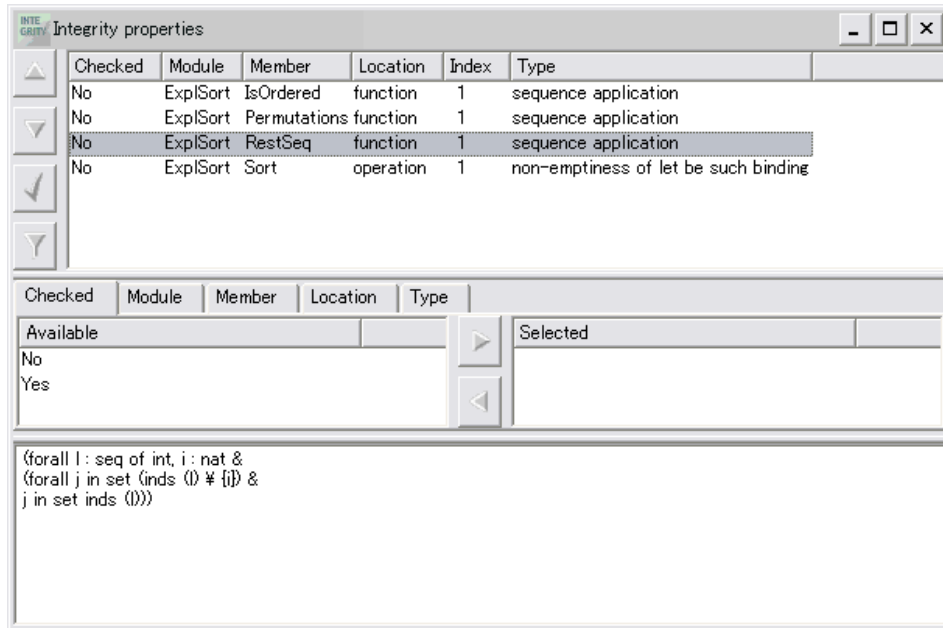 INTE
GRITY Integrity properties
Checked Module Member Location Index Type
No ExplSort IsOrdered function 1 sequence application
No ExplSort Permutations function 1 sequence application
No ExplSort RestSeq function 1 sequence application
No ExplSort Sort operation 1 non-emptiness of let be such binding
Checked Module Member Location Type
Available Selected
No
Yes
(forall l : seq of int, i : nat &
(forall j in set (inds (l) ¥ {i}) &
j in set inds (l)))